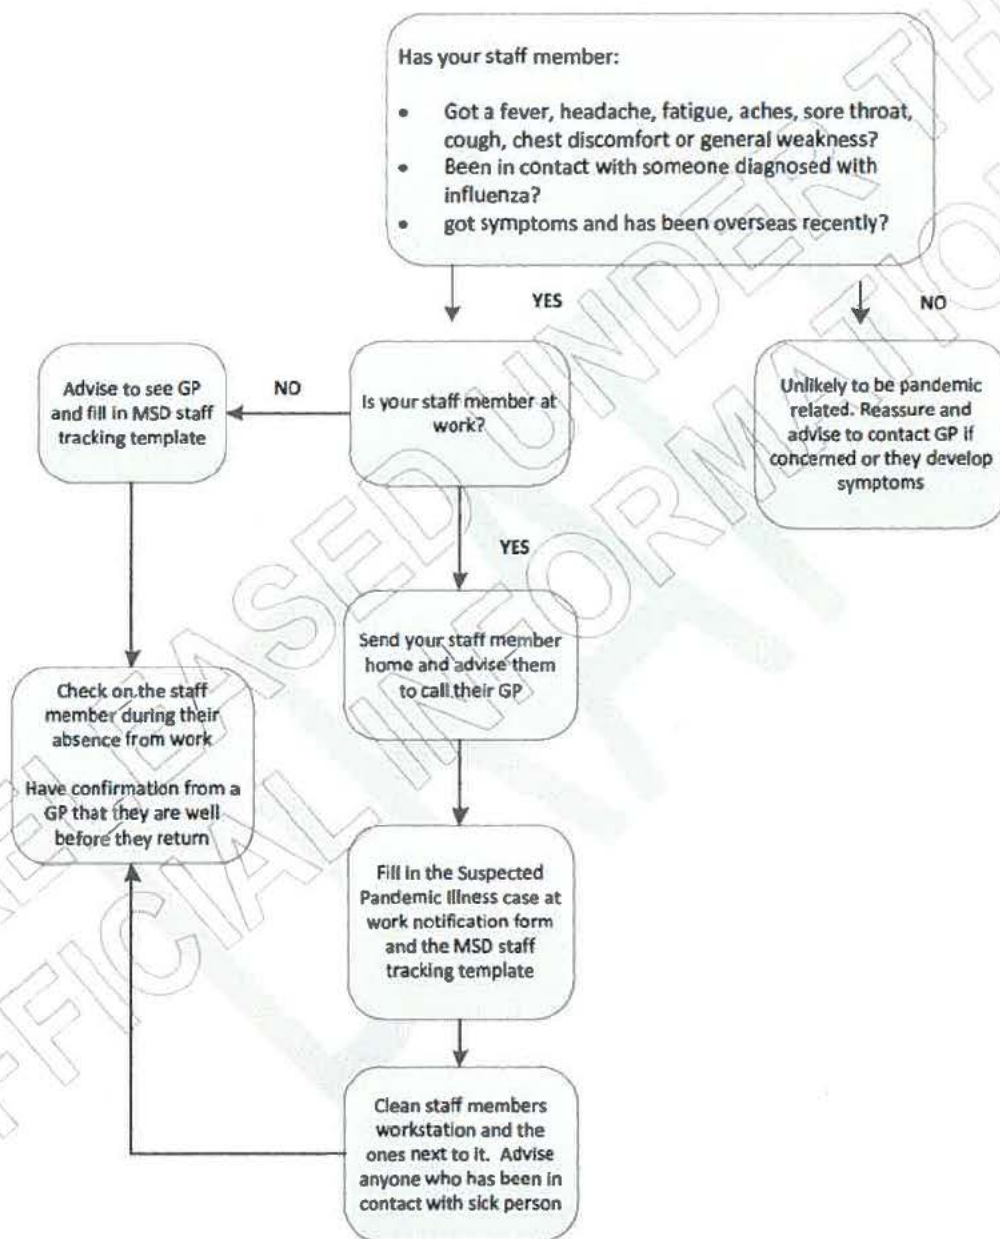 Has your staff member:
• Got a fever, headache, fatigue, aches, sore throat,
cough, chest discomfort or general weakness?
• Been in contact with someone diagnosed with
influenza?
• got symptoms and has been overseas recently?
YES
NO
Advise to see GP
and fill in MSD staff
tracking template
NO
Is your staff member at
work?
Unlikely to be pandemic
related. Reassure and
advise to contact GP if
concerned or they develop
symptoms
YES
Send your staff member
home and advise them
to call their GP
Check on the staff
member during their
absence from work
Have confirmation from a
GP that they are well
before they return
Fill in the Suspected
Pandemic Illness case at
work notification form
and the MSD staff
tracking template
Clean staff members
workstation and the
ones next to it. Advise
anyone who has been in
contact with sick person
RELEASED UNDER TH
OFFICIAL INFORMATION